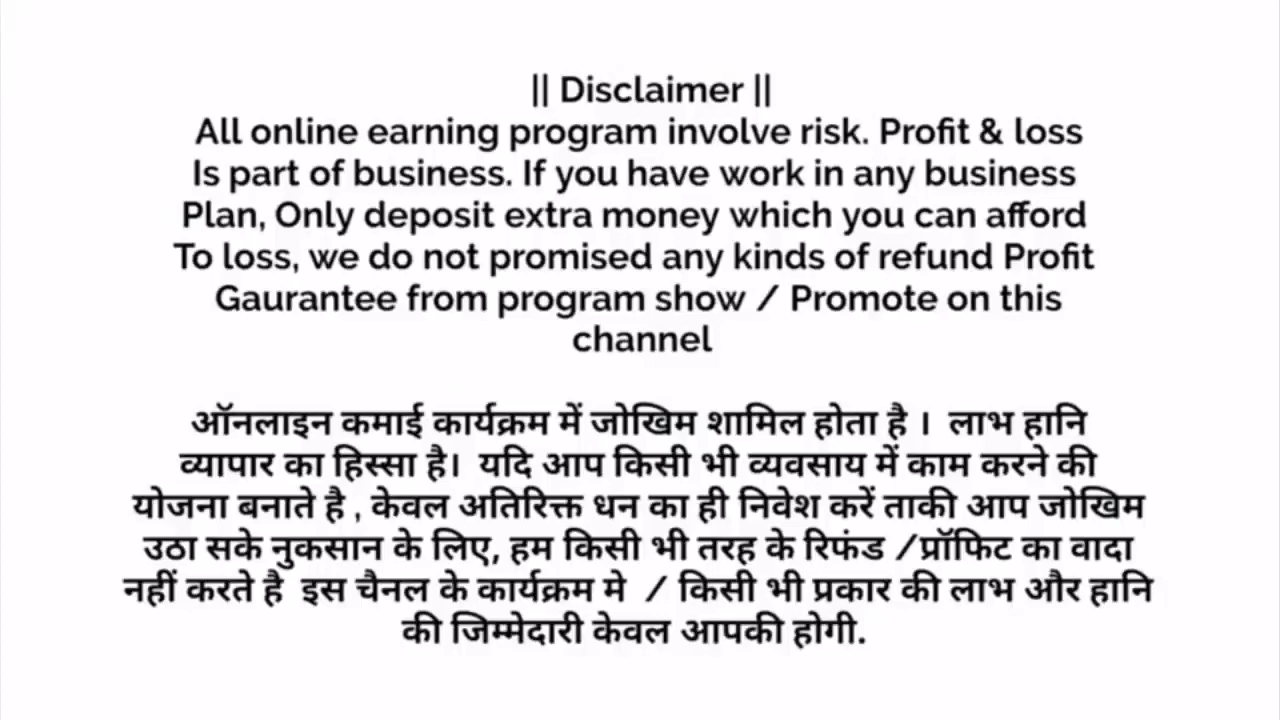 || Disclaimer ||
All online earning program involve risk. Profit & loss
Is part of business. If you have work in any business
Plan, Only deposit extra money which you can afford
To loss, we do not promised any kinds of refund Profit
Gaurantee from program show / Promote on this
channel
ऑनलाइन कमाई कार्यक्रम में जोखिम शामिल होता है । लाभ हानि
व्यापार का हिस्सा है। यदि आप किसी भी व्यवसाय में काम करने की
योजना बनाते है , केवल अतिरिक्त धन का ही निवेश करें ताकी आप जोखिम
उठा सके नुकसान के लिए, हम किसी भी तरह के रिफंड /प्रॉफिट का वादा
नहीं करते है इस चैनल के कार्यक्रम मे / किसी भी प्रकार की लाभ और हानि
की जिम्मेदारी केवल आपकी होगी.